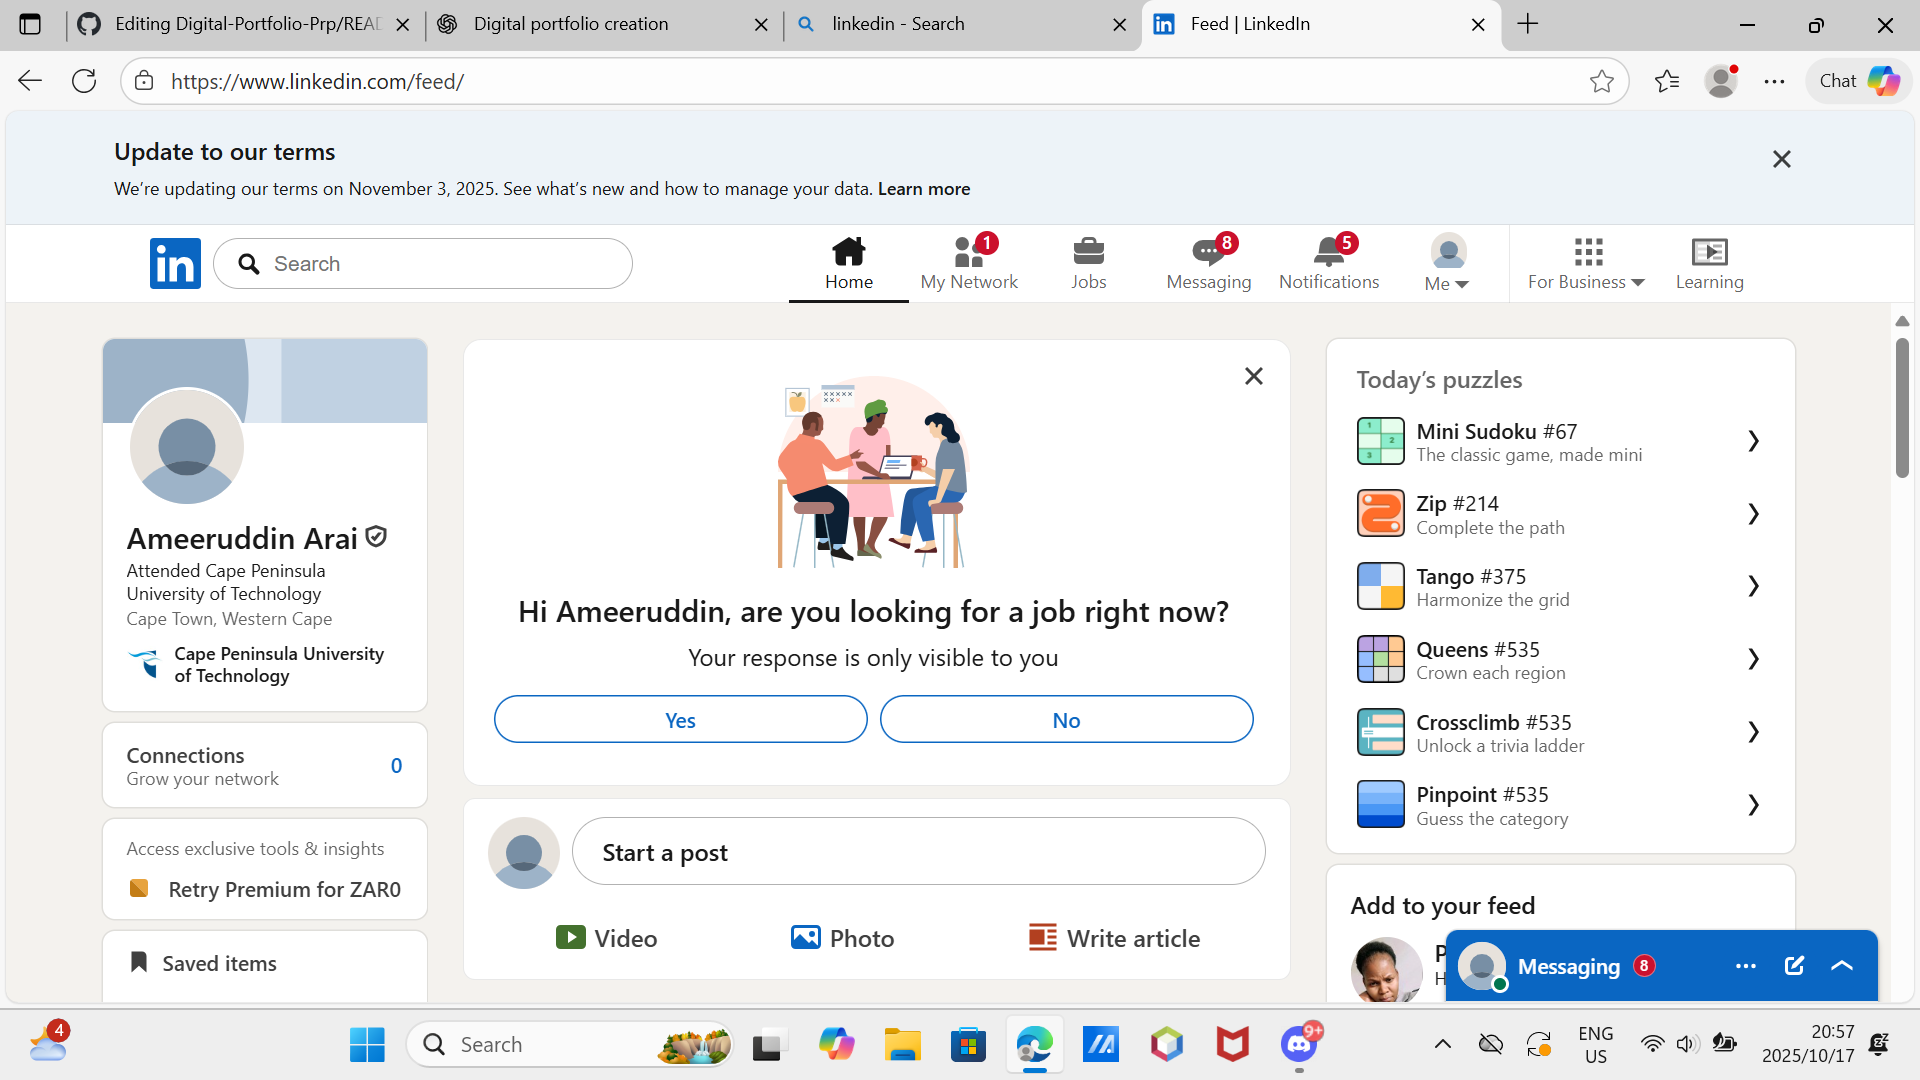 Editing Digital-Portfolio-Prp/READ
Digital portfolio creation
linkedin - Search
Feed | LinkedIn
https://www.linkedin.com/feed/
Chat
Update to our terms
We're updating our terms on November 3, 2025. See what's new and how to manage your data. Learn more
in
Search
Home
1
My Network
Jobs
8
Messaging
5
Notifications
Me
For Business
Learning
Ameeruddin Arai
Attended Cape Peninsula
University of Technology
Cape Town, Western Cape
Cape Peninsula University
of Technology
Connections
Grow your network
0
Access exclusive tools & insights
Retry Premium for ZAR0
Saved items
Hi Ameeruddin, are you looking for a job right now?
Your response is only visible to you
Yes
No
Start a post
Video
Photo
Write article
Today's puzzles
Mini Sudoku #67
The classic game, made mini
Zip #214
Complete the path
Tango #375
Harmonize the grid
Queens #535
Crown each region
Crossclimb #535
Unlock a trivia ladder
Pinpoint #535
Guess the category
Add to your feed
P
H
Messaging 8
4
Search
9+
ENG
US
20:57
2025/10/17